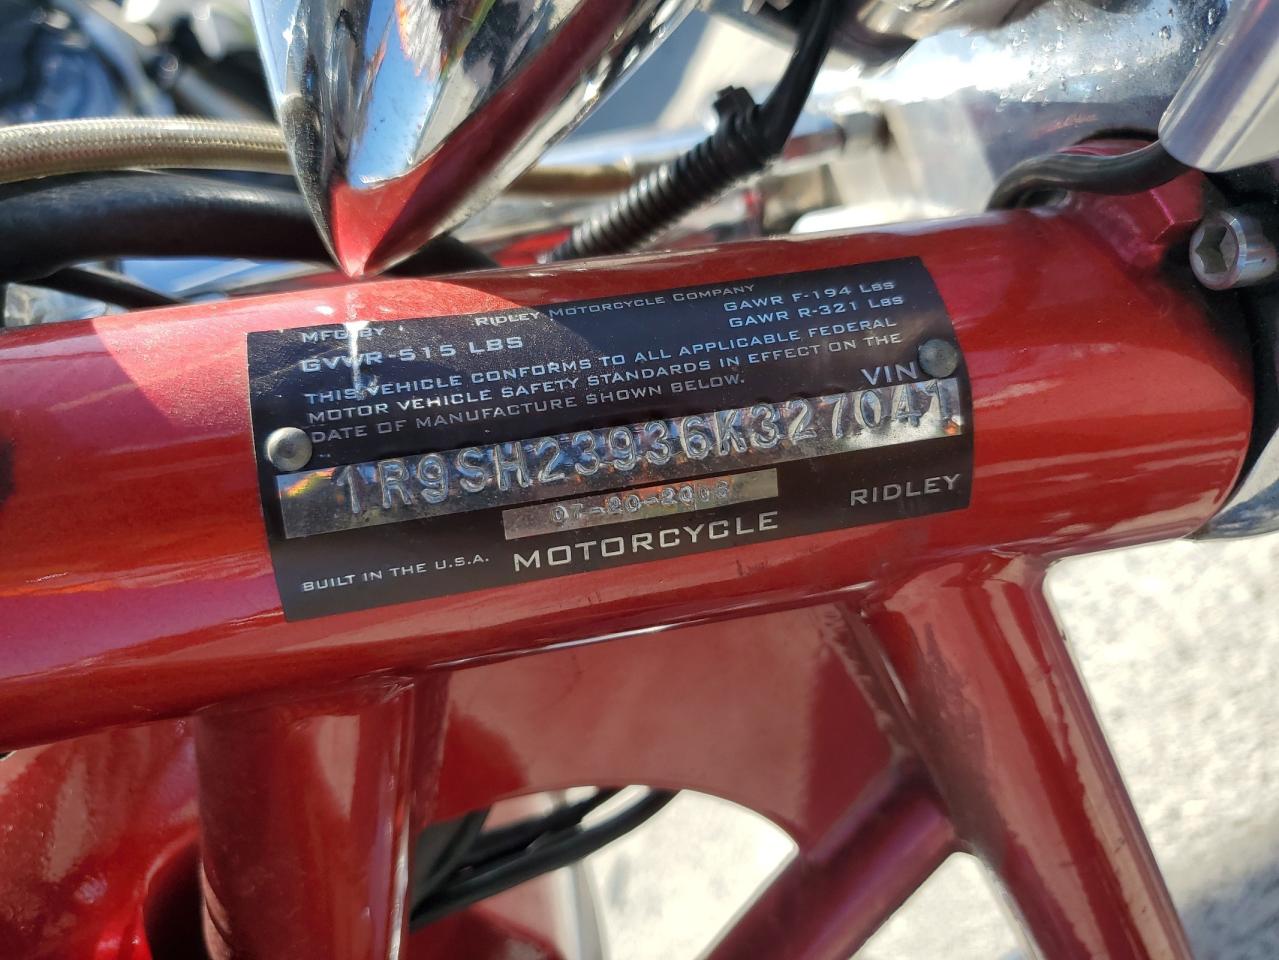 MFG. BY RIDLEY MOTORCYCLE COMPANY GAWR F-194 LBS
GVWR-515 LBS GAWR R-321 LBS
THIS VEHICLE CONFORMS TO ALL APPLICABLE FEDERAL
MOTOR VEHICLE SAFETY STANDARDS IN EFFECT ON THE
DATE OF MANUFACTURE SHOWN BELOW.
VIN
1R9SH23936K327041
RIDLEY
BUILT IN THE U.S.A. MOTORCYCLE